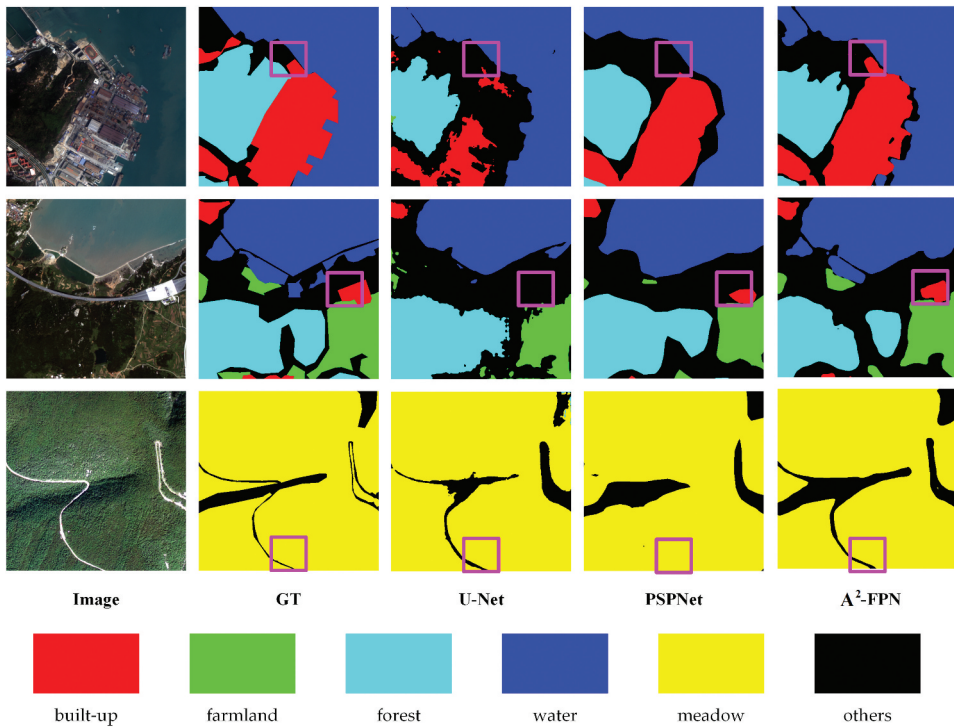 Image GT U-Net PSPNet A²-FPN
built-up farmland forest water meadow others